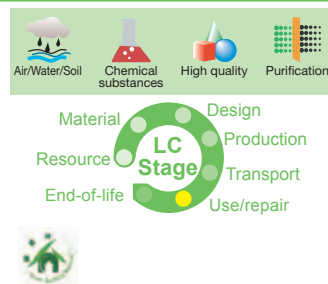 Air/Water/Soil
Chemical
substances
High quality
Purification
Material
Design
Resource
LC
Stage
Production
End-of-life
Transport
Use/repair